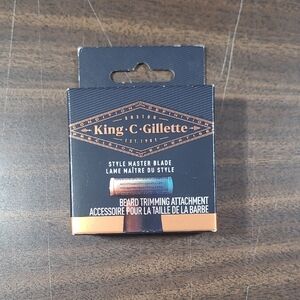 BOSTON
King·C·Gillette
EST. 1901
STYLE MASTER BLADE
LAME MAÎTRE DU STYLE
BEARD TRIMMING ATTACHMENT
ACCESSOIRE POUR LA TAILLE DE LA BARBE